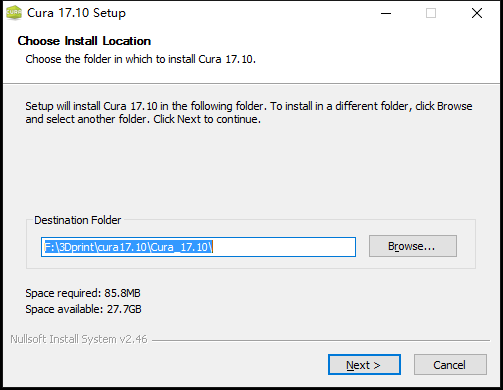 Cura 17.10 Setup
Choose Install Location
Choose the folder in which to install Cura 17.10.
Setup will install Cura 17.10 in the following folder. To install in a different folder, click Browse
and select another folder. Click Next to continue.
Destination Folder
F:\3Dprint\cura17.10\Cura_17.10\
Browse...
Space required: 85.8MB
Space available: 27.7GB
Nullsoft Install System v2.46
Next >
Cancel